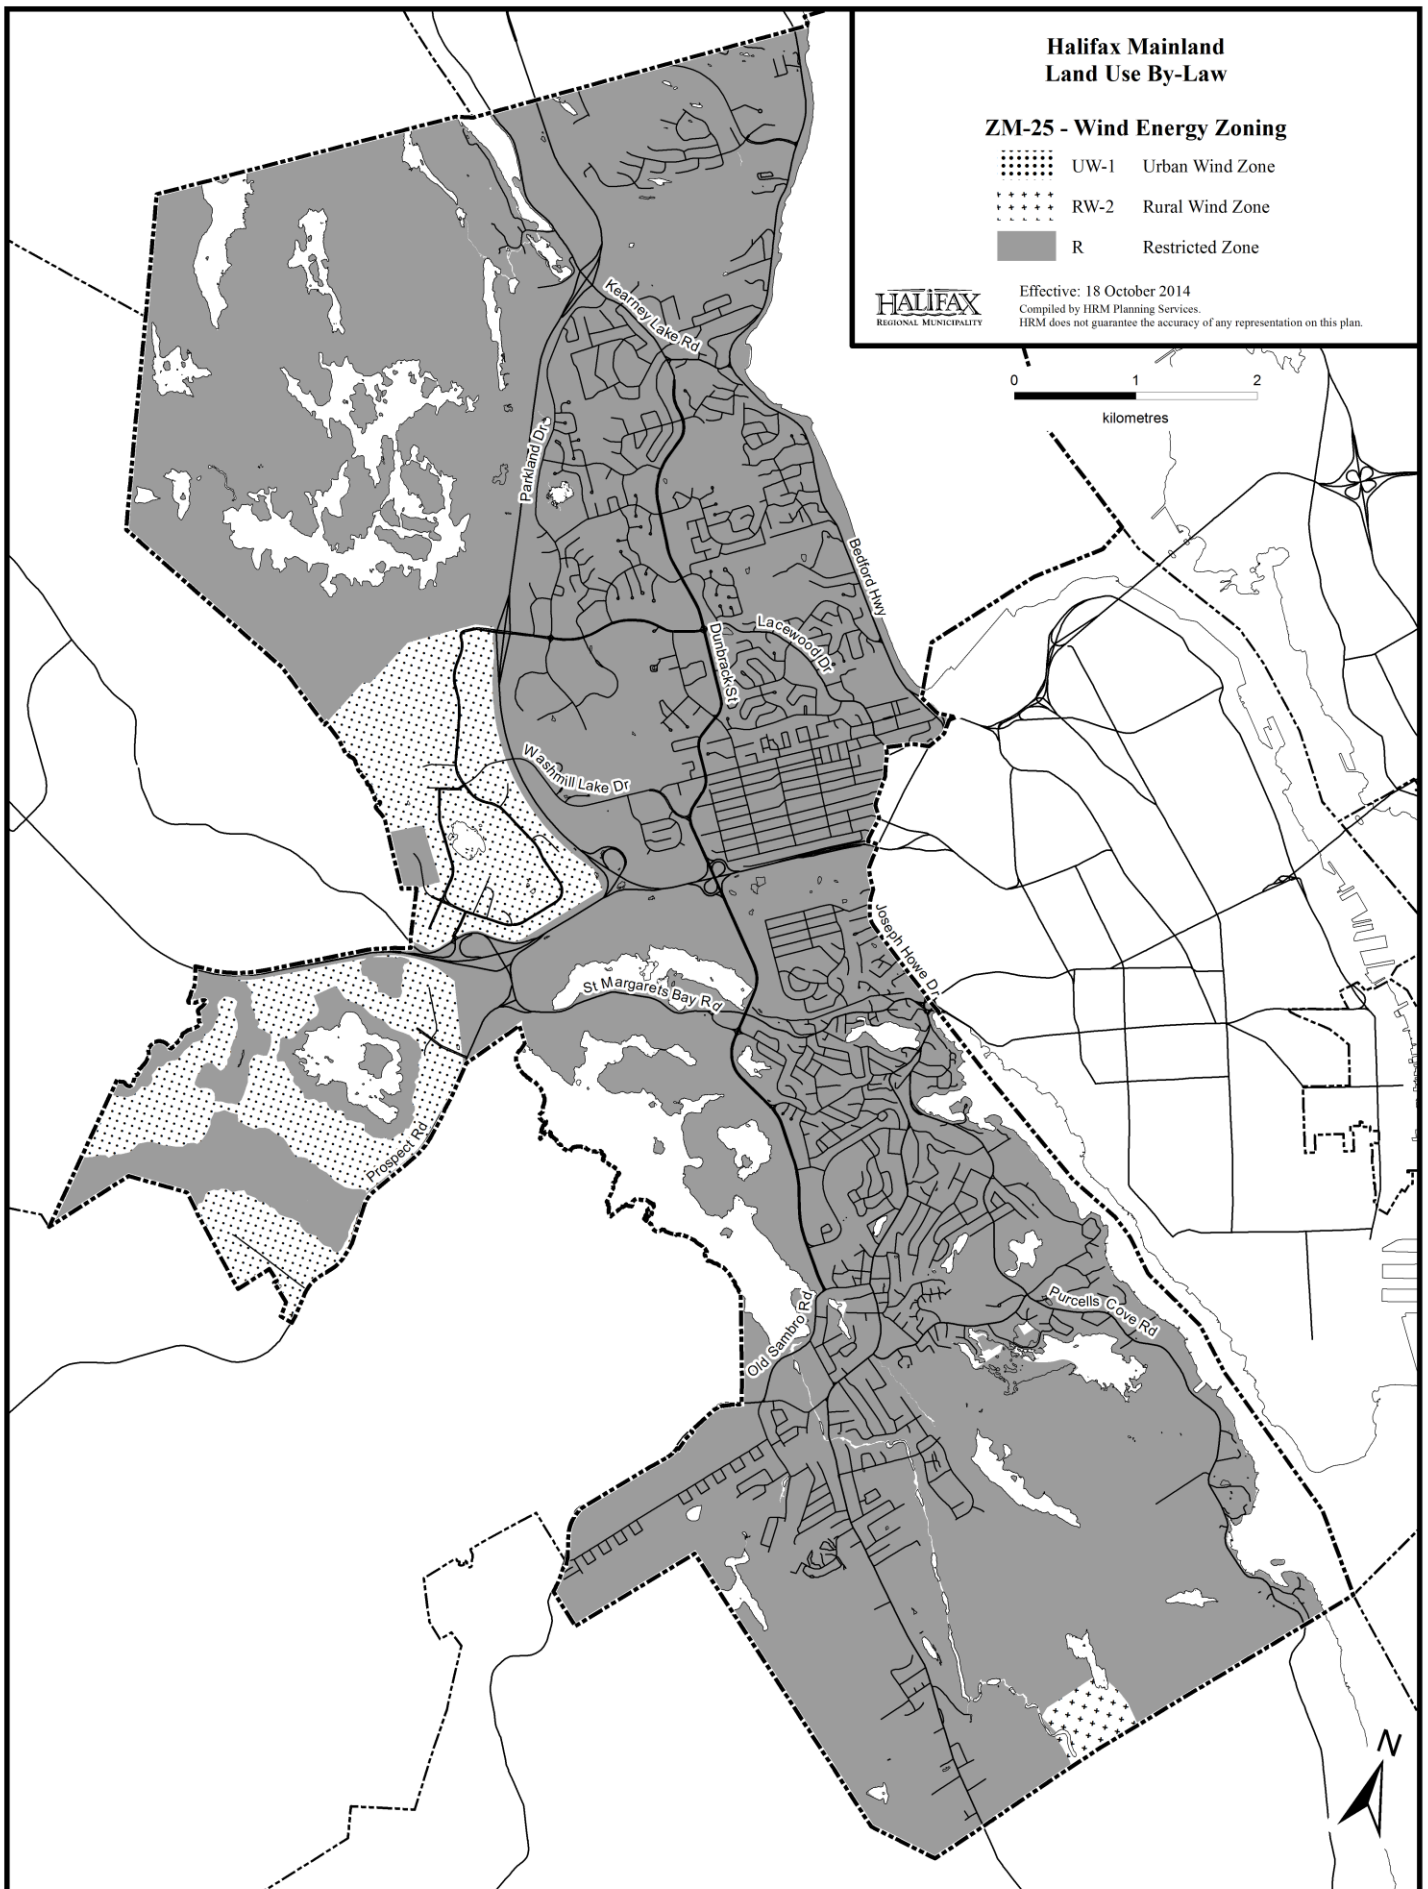 Halifax Mainland
Land Use By-Law
ZM-25 - Wind Energy Zoning
UW-1 Urban Wind Zone
RW-2 Rural Wind Zone
R Restricted Zone
HALIFAX
REGIONAL MUNICIPALITY
Effective: 18 October 2014
Compiled by HRM Planning Services.
HRM does not guarantee the accuracy of any representation on this plan.
0 1 2
kilometres
Kearney Lake Rd
Parkland Dr
Bedford Hwy
Lacewood Dr
Dunbrack St
Washmill Lake Dr
Joseph Howe Dr
St Margarets Bay Rd
Prospect Rd
Purcells Cove Rd
Old Sambro Rd
N